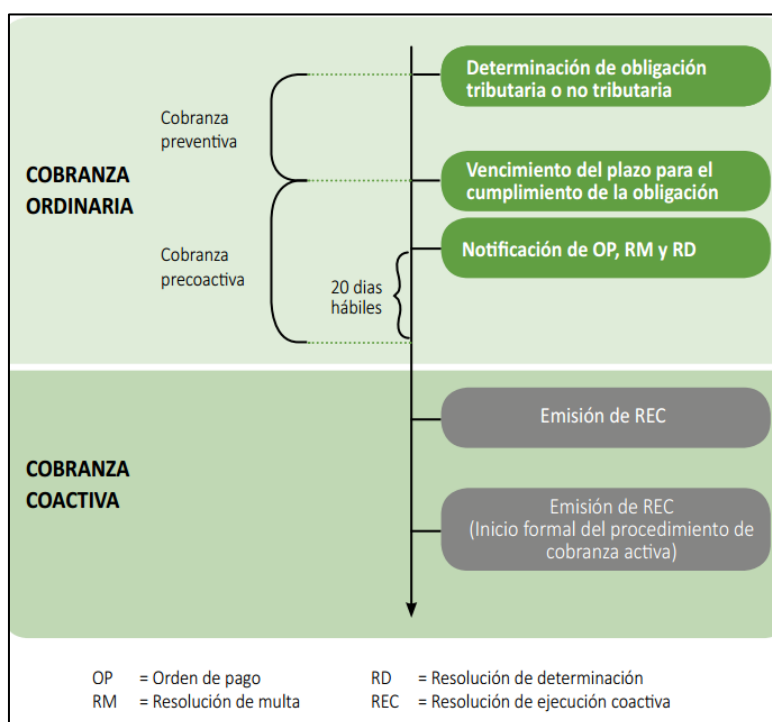 Determinación de obligación
tributaria o no tributaria
Cobranza
preventiva
COBRANZA
ORDINARIA
Vencimiento del plazo para el
cumplimiento de la obligación
Cobranza
precoactiva
Notificación de OP, RM y RD
20 dias
hábiles
Emisión de REC
COBRANZA
COACTIVA
Emisión de REC
(Inicio formal del procedimiento de
cobranza activa)
OP = Orden de pago
RM = Resolución de multa
RD = Resolución de determinación
REC = Resolución de ejecución coactiva